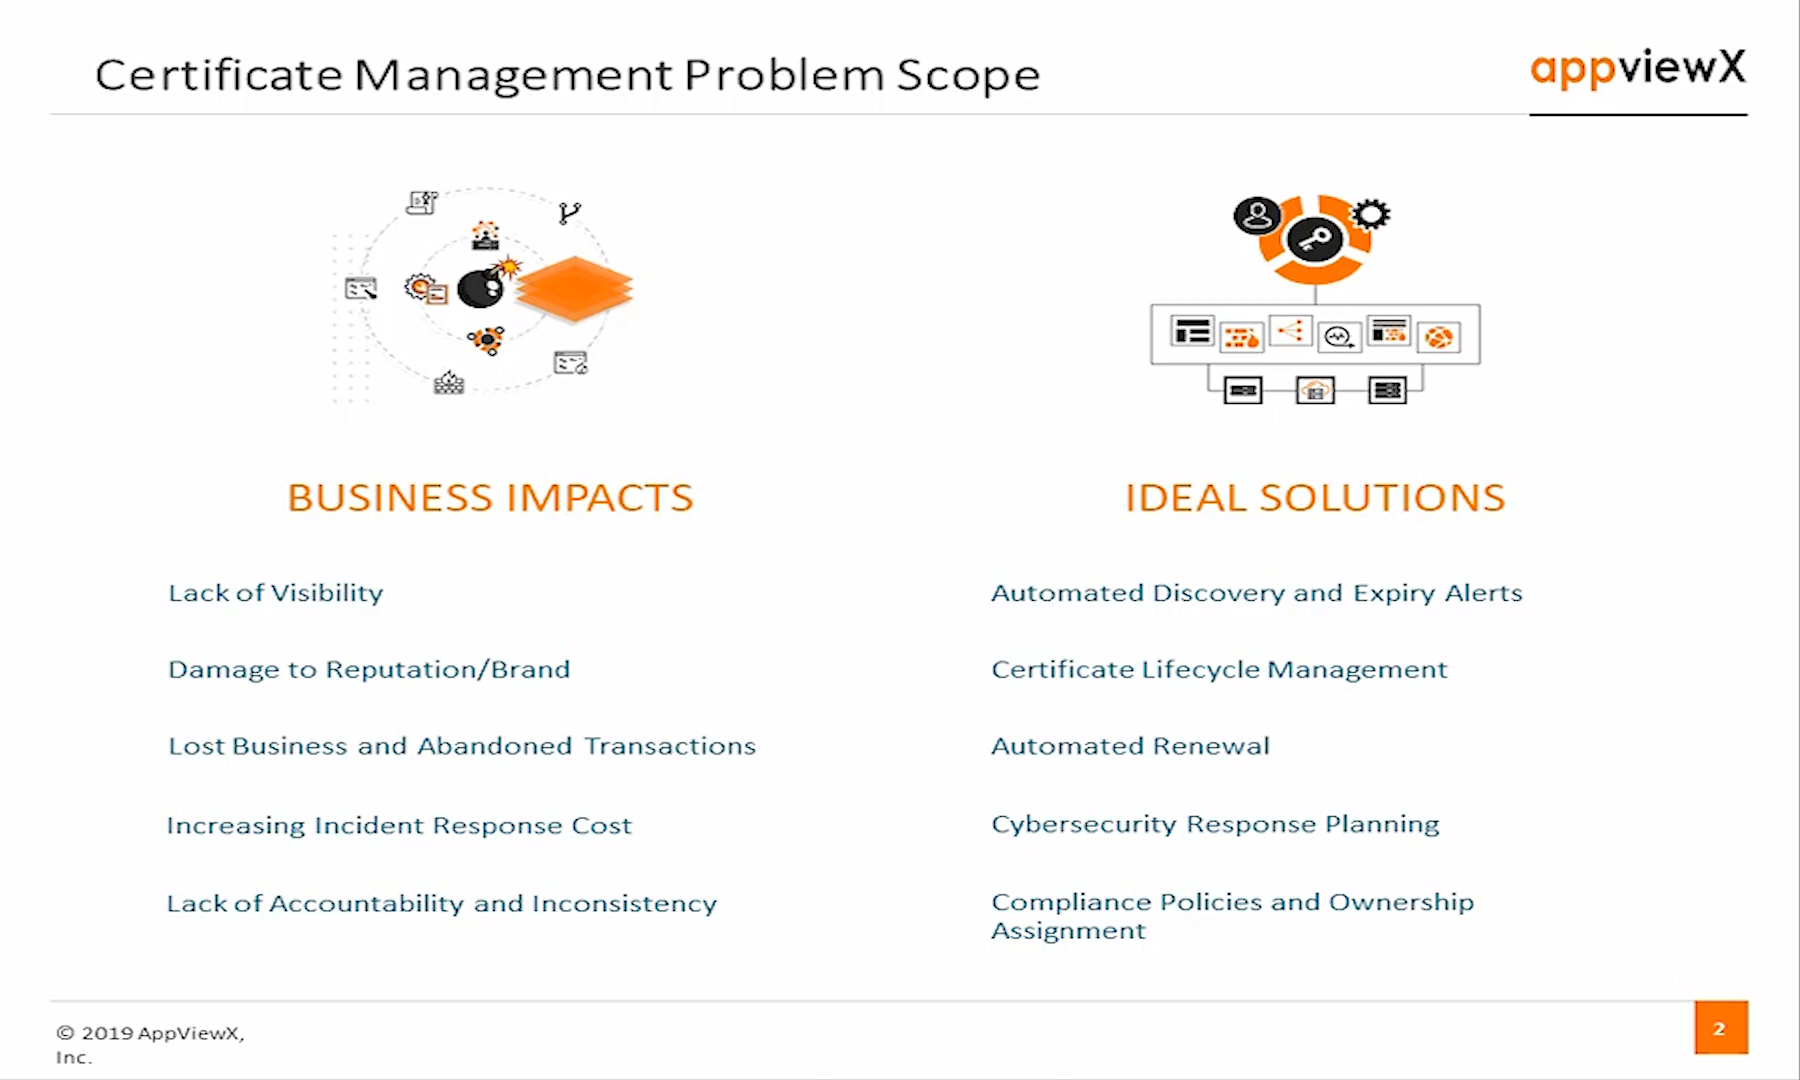 Certificate Management Problem Scope
appviewX
BUSINESS IMPACTS
Lack of Visibility
Damage to Reputation/Brand
Lost Business and Abandoned Transactions
Increasing Incident Response Cost
Lack of Accountability and Inconsistency
IDEAL SOLUTIONS
Automated Discovery and Expiry Alerts
Certificate Lifecycle Management
Automated Renewal
Cybersecurity Response Planning
Compliance Policies and Ownership
Assignment
© 2019 AppViewX,
Inc.
2